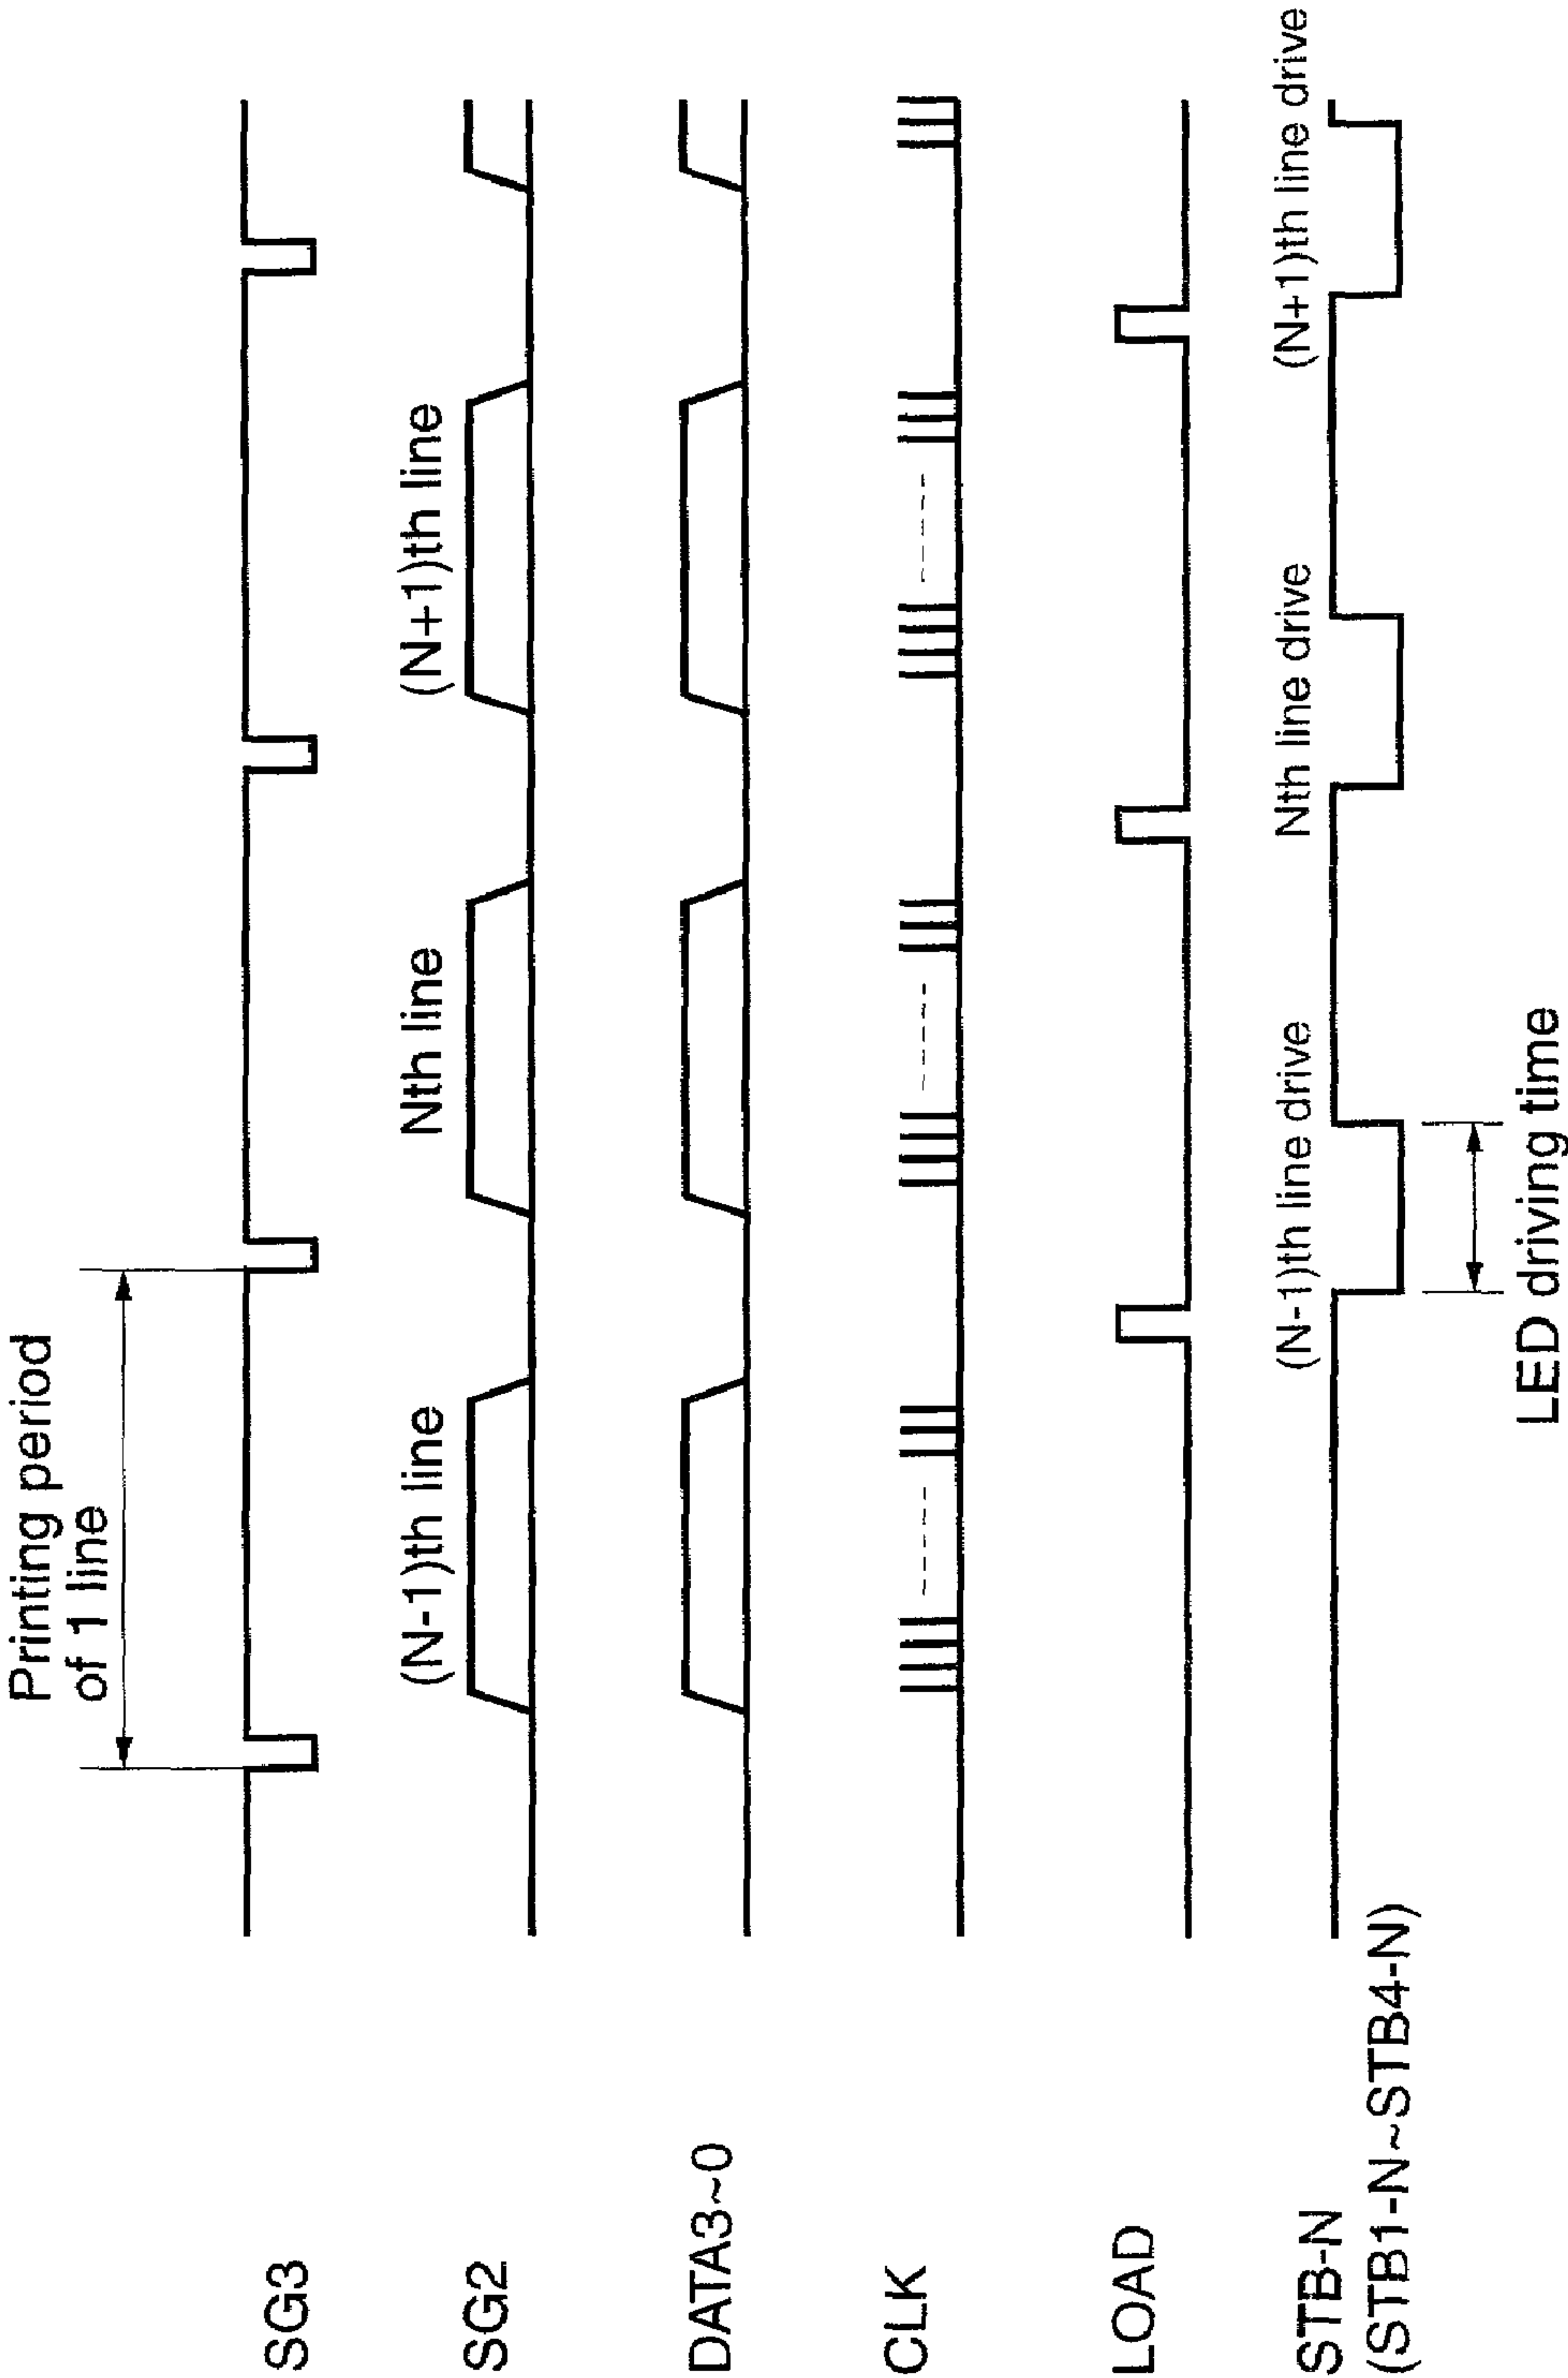 Printing period
of 1 line
SG3
(N-1)th line
Nth line
(N+1)th line
SG2
DATA3~0
CLK
LOAD
(N-1)th line drive
Nth line drive
(N+1)th line drive
STB-N
(STB1-N~STB4-N)
LED driving time